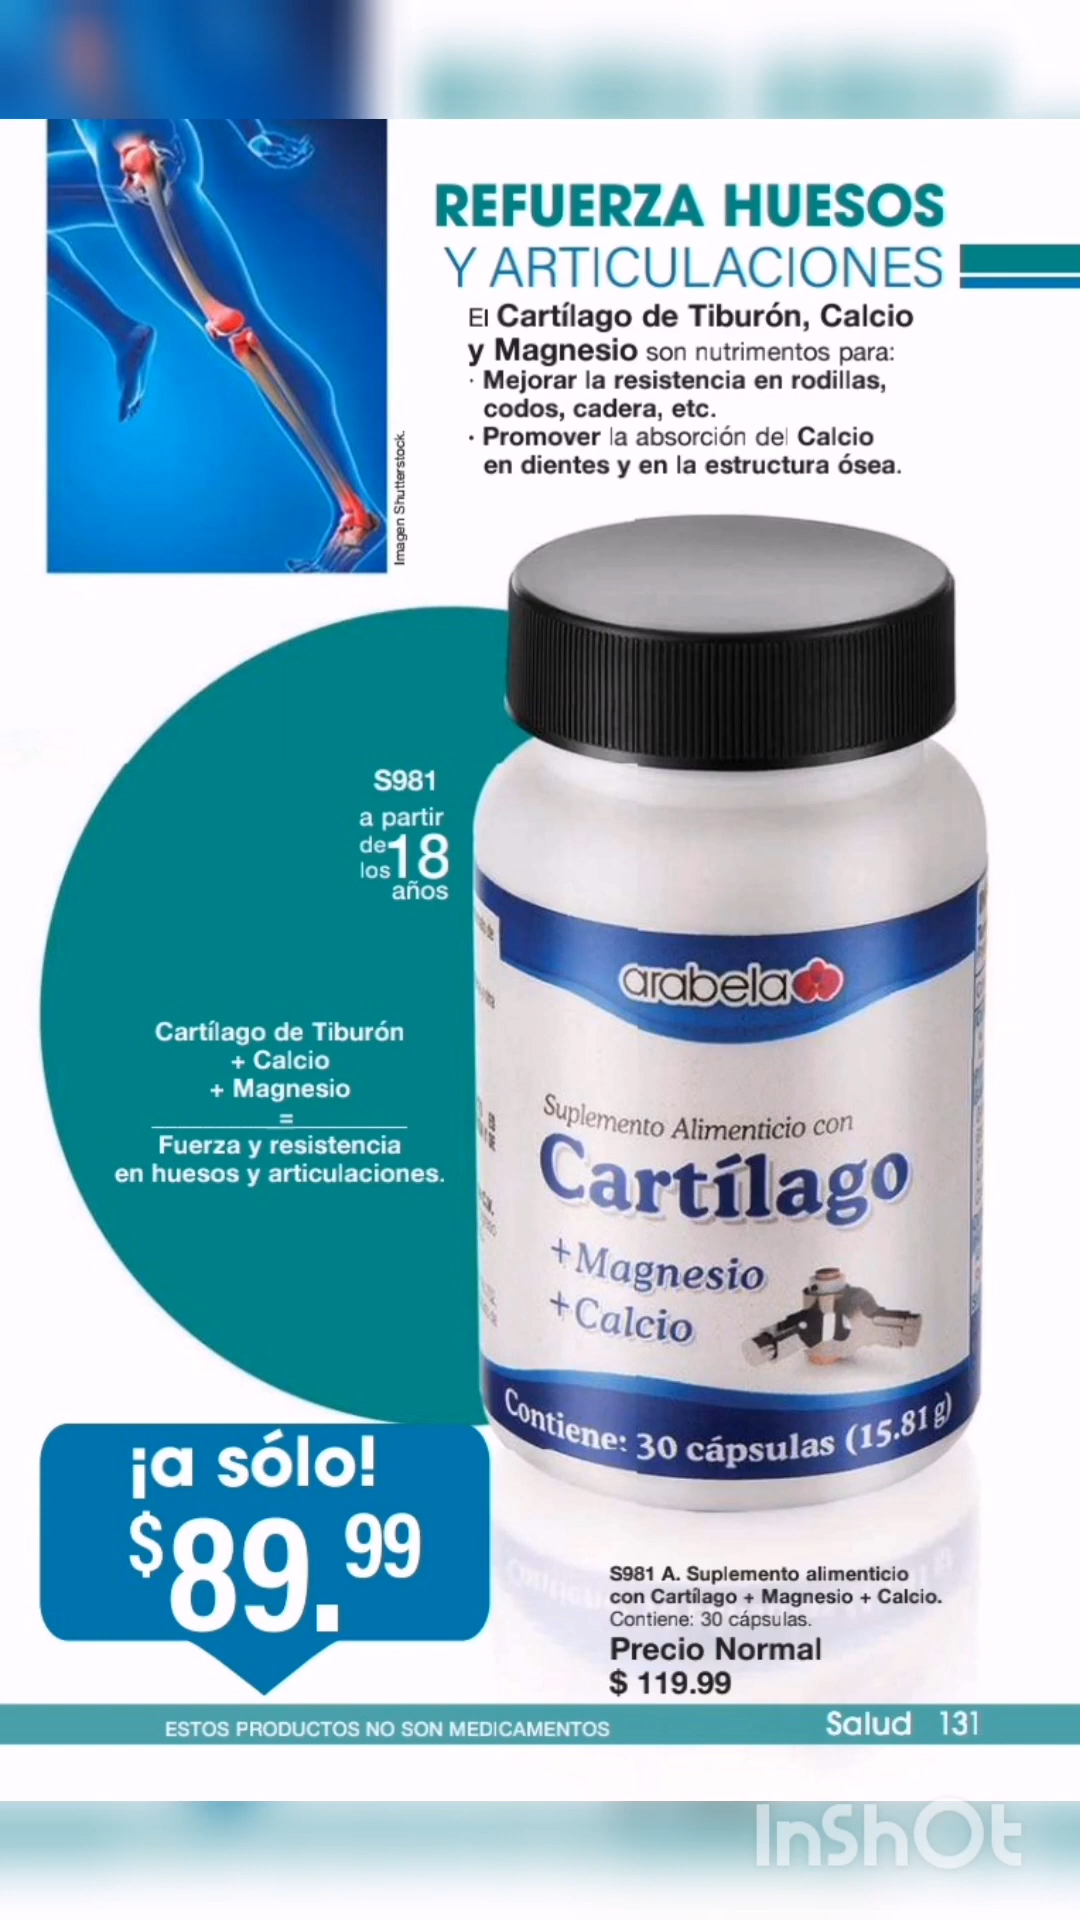 REFUERZA HUESOS
Y ARTICULACIONES
El Cartílago de Tiburón, Calcio
y Magnesio son nutrimentos para:
· Mejorar la resistencia en rodillas,
codos, cadera, etc.
· Promover la absorción del Calcio
en dientes y en la estructura ósea.
Imagen Shutterstock.
S981
a partir
de los 18
años
Cartílago de Tiburón
+ Calcio
+ Magnesio
=
Fuerza y resistencia
en huesos y articulaciones.
arabela
Suplemento Alimenticio con
Cartílago
+Magnesio
+Calcio
Contiene: 30 cápsulas (15.81 g)
¡a sólo!
$89.99
S981 A. Suplemento alimenticio
con Cartílago + Magnesio + Calcio.
Contiene: 30 cápsulas.
Precio Normal
$ 119.99
ESTOS PRODUCTOS NO SON MEDICAMENTOS
Salud 131
InShOt